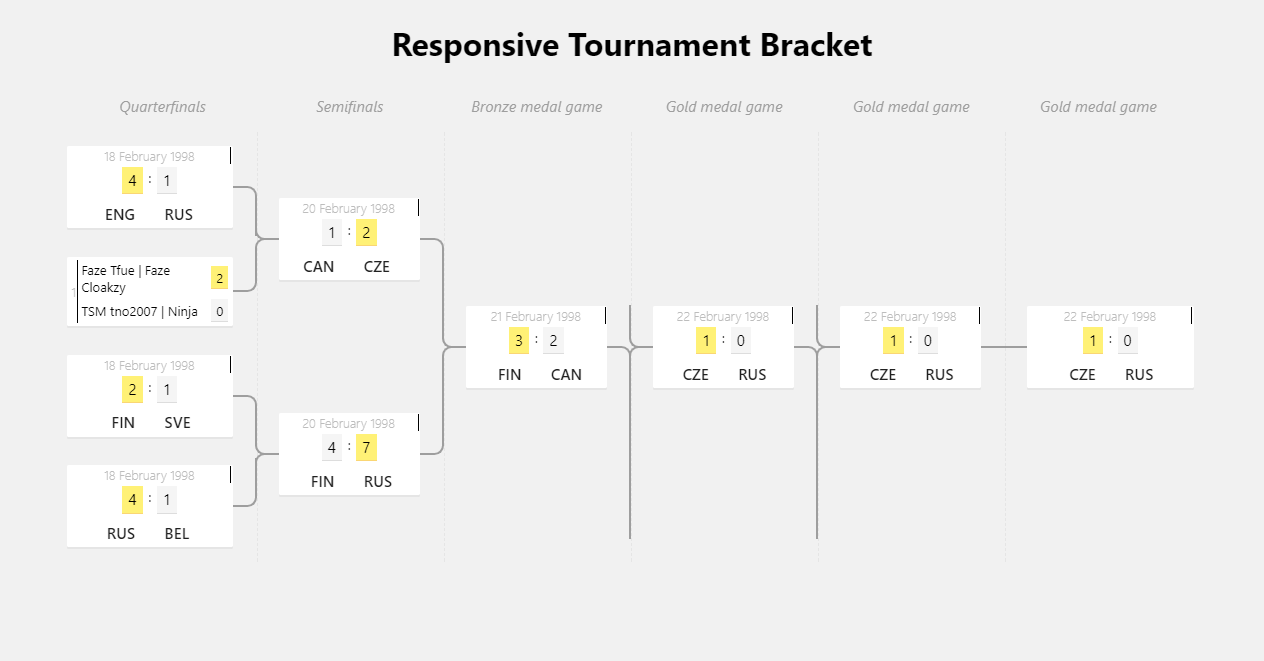 Responsive Tournament Bracket
Quarterfinals
Semifinals
Bronze medal game
Gold medal game
Gold medal game
Gold medal game
18 February 1998
4 : 1
ENG RUS
Faze Tfue | Faze
Cloakzy
2
TSM tno2007 | Ninja
0
18 February 1998
2 : 1
FIN SVE
18 February 1998
4 : 1
RUS BEL
20 February 1998
1 : 2
CAN CZE
20 February 1998
4 : 7
FIN RUS
21 February 1998
3 : 2
FIN CAN
22 February 1998
1 : 0
CZE RUS
22 February 1998
1 : 0
CZE RUS
22 February 1998
1 : 0
CZE RUS